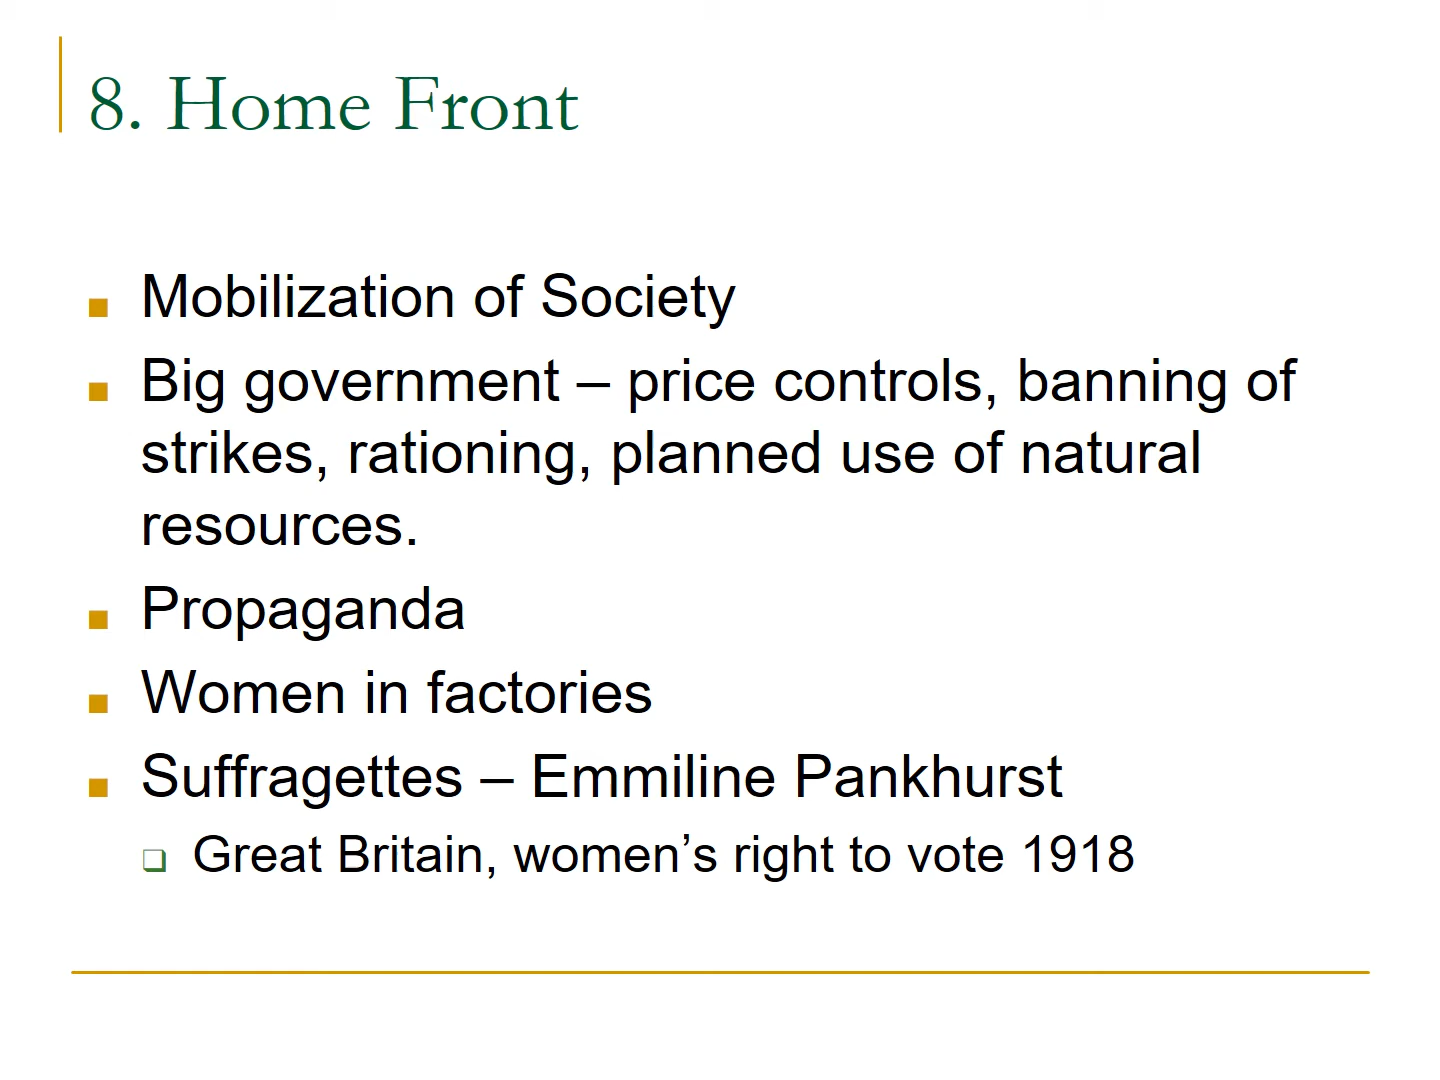 8. Home Front
Mobilization of Society
Big government – price controls, banning of
strikes, rationing, planned use of natural
resources.
Propaganda
Women in factories
Suffragettes – Emmiline Pankhurst
Great Britain, women’s right to vote 1918